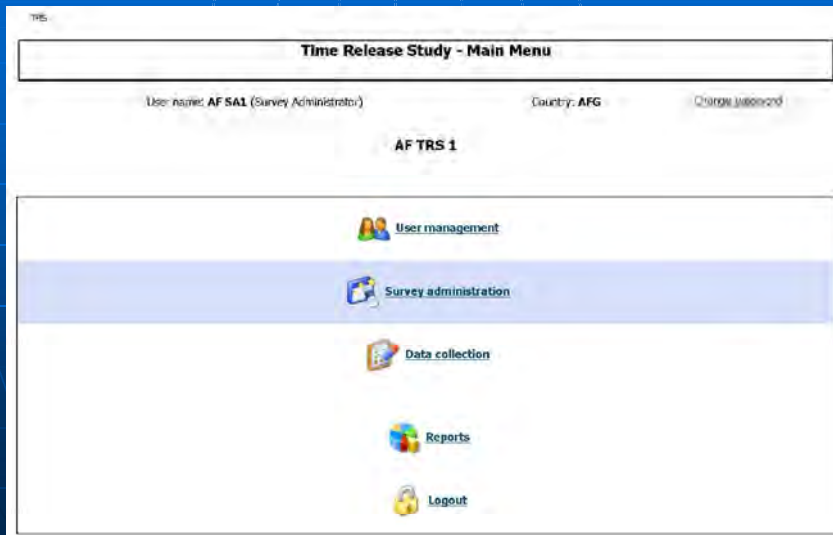 TRS
Time Release Study - Main Menu
User name: AF SA1 (Survey Administrator) Country: AFG Change password
AF TRS 1
User management
Survey administration
Data collection
Reports
Logout